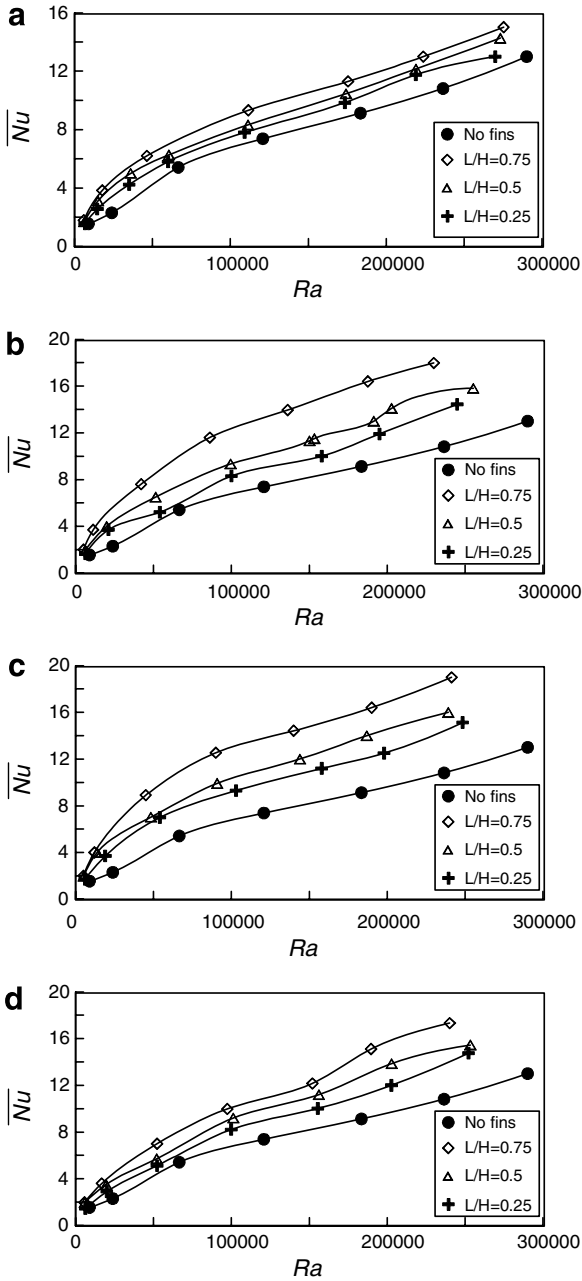 a
16
12
8
4
0
Nu
No fins
L/H=0.75
L/H=0.5
L/H=0.25
0 100000 200000 300000
Ra
b
20
16
12
8
4
0
Nu
No fins
L/H=0.75
L/H=0.5
L/H=0.25
0 100000 200000 300000
Ra
c
20
16
12
8
4
0
Nu
No fins
L/H=0.75
L/H=0.5
L/H=0.25
0 100000 200000 300000
Ra
d
20
16
12
8
4
0
Nu
No fins
L/H=0.75
L/H=0.5
L/H=0.25
0 100000 200000 300000
Ra